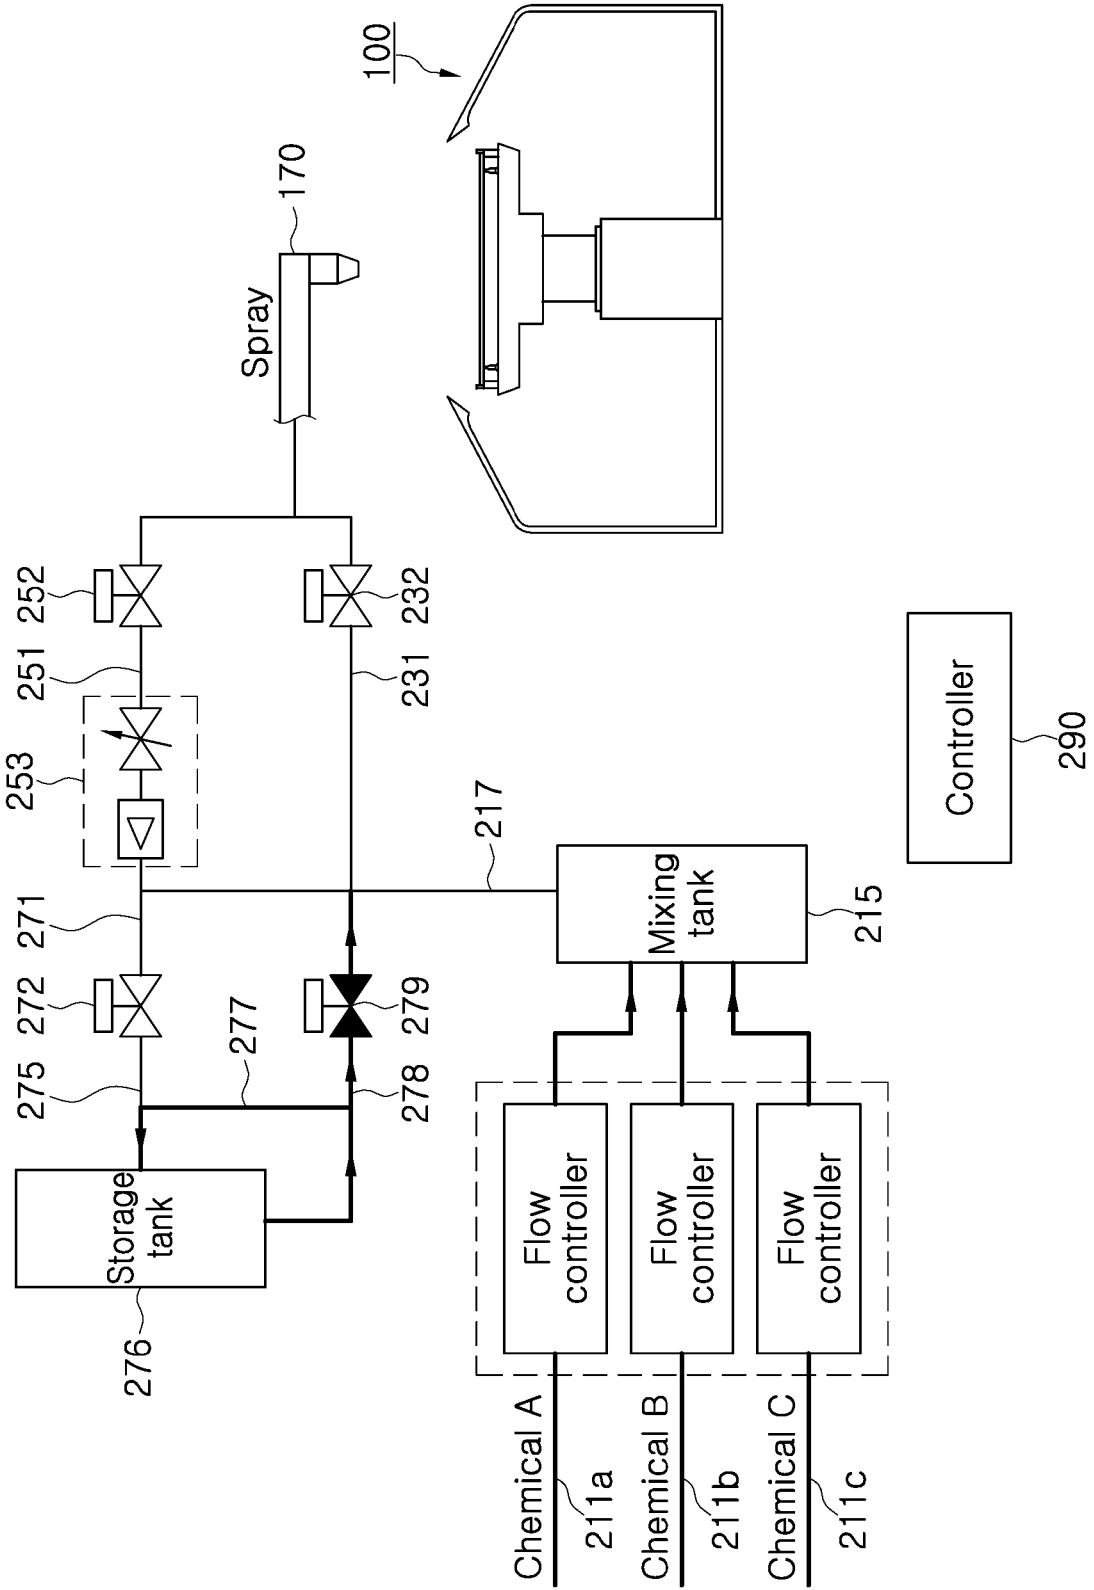 100
170
Spray
252
232
251
231
253
217
271
272
277
279
275
278
Storage
tank
276
Mixing
tank
215
Controller
290
Flow
controller
Flow
controller
Flow
controller
Chemical A
211a
Chemical B
211b
Chemical C
211c